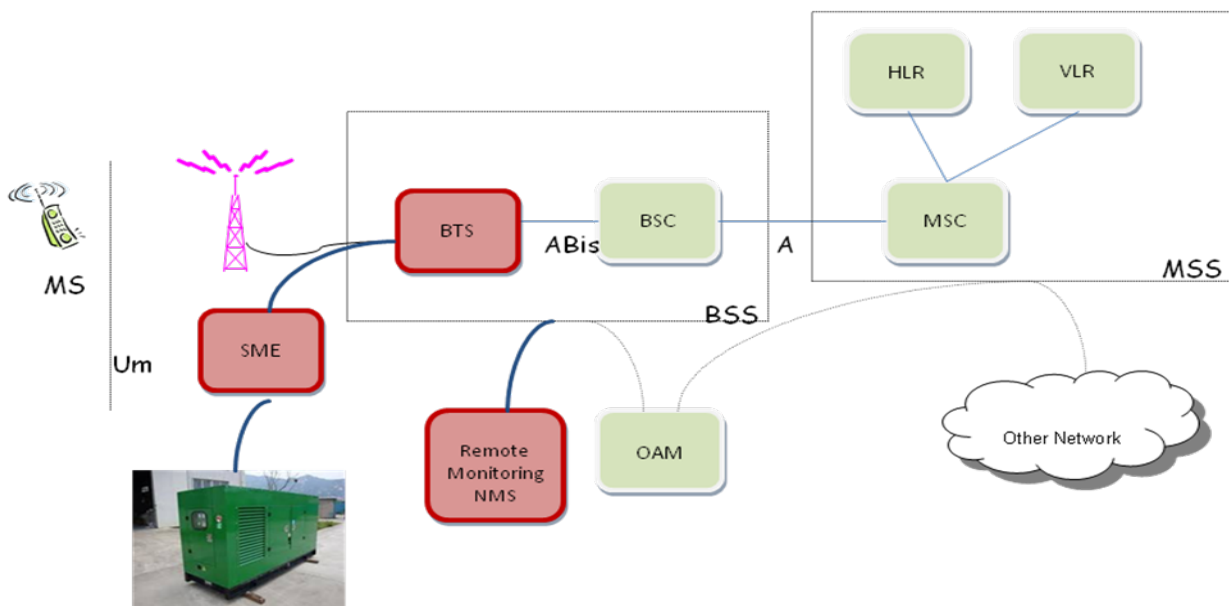 HLR
VLR
BTS
BSC
MSC
ABis
A
MSS
MS
BSS
Um
SME
Remote
Monitoring
NMS
OAM
Other Network